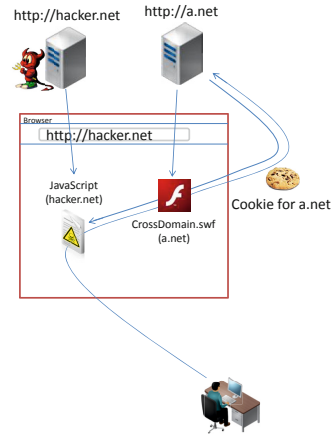 http://hacker.net
http://a.net
Browser
http://hacker.net
JavaScript
(hacker.net)
CrossDomain.swf
(a.net)
Cookie for a.net